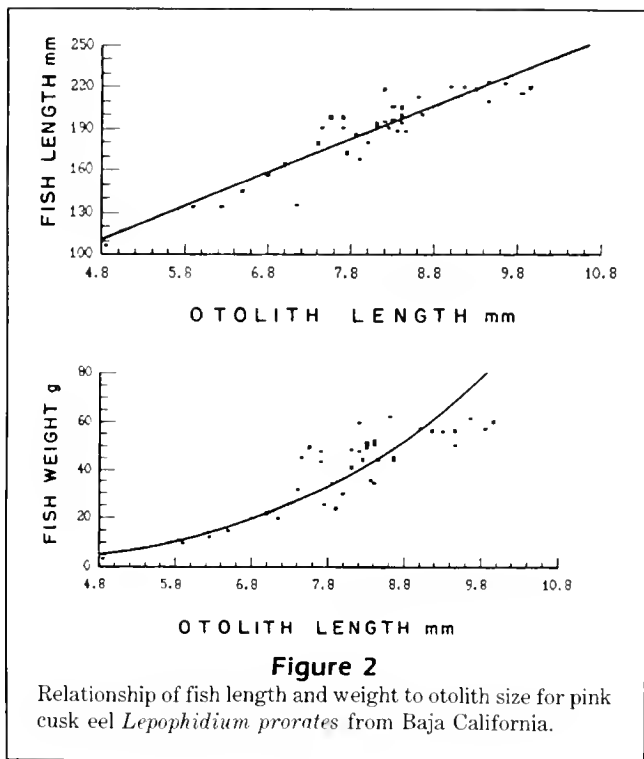 250
220
190
160
130
100
FISH LENGTH mm
4.8 5.8 6.8 7.8 8.8 9.8 10.8
OTOLITH LENGTH mm
80
60
40
20
0
FISH WEIGHT g
4.8 5.8 6.8 7.8 8.8 9.8 10.8
OTOLITH LENGTH mm
Figure 2
Relationship of fish length and weight to otolith size for pink
cusk eel Lepophidium prorates from Baja California.